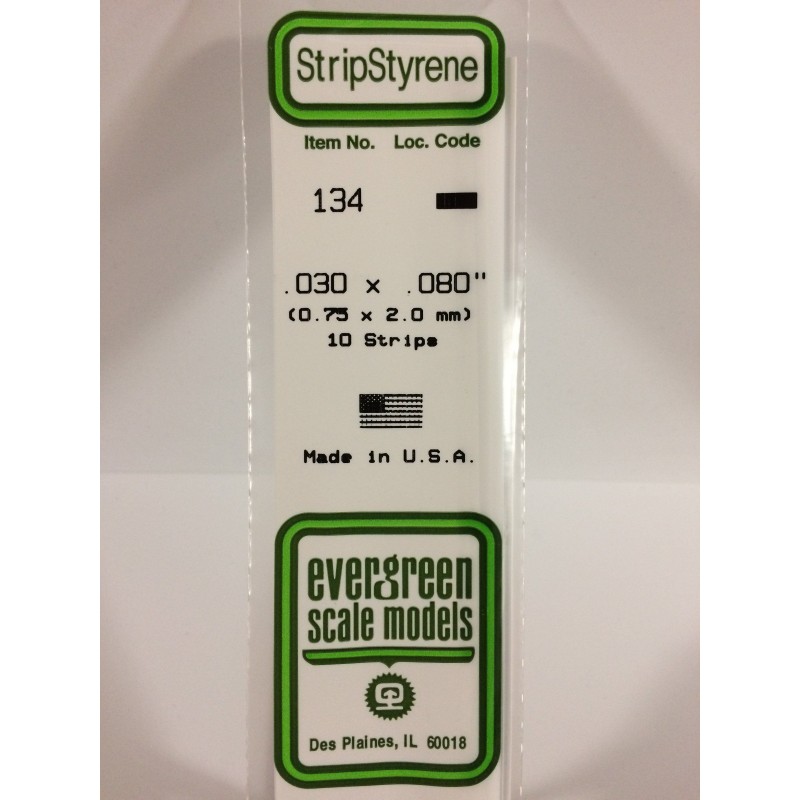 StripStyrene
Item No. Loc. Code
134
.030 x .080"
(0.75 x 2.0 mm)
10 Strips
Made in U.S.A.
evergreen
scale models
Des Plaines, IL 60018